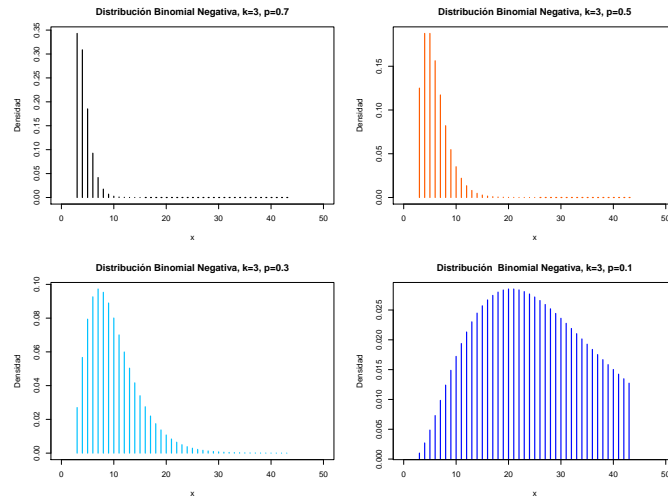 Distribución Binomial Negativa, k=3, p=0.7
Densidad
0.00 0.05 0.10 0.15 0.20 0.25 0.30 0.35
0 10 20 30 40 50
x
Distribución Binomial Negativa, k=3, p=0.5
Densidad
0.00 0.05 0.10 0.15
0 10 20 30 40 50
x
Distribución Binomial Negativa, k=3, p=0.3
Densidad
0.00 0.02 0.04 0.06 0.08 0.10
0 10 20 30 40 50
x
Distribución Binomial Negativa, k=3, p=0.1
Densidad
0.000 0.005 0.010 0.015 0.020 0.025
0 10 20 30 40 50
x